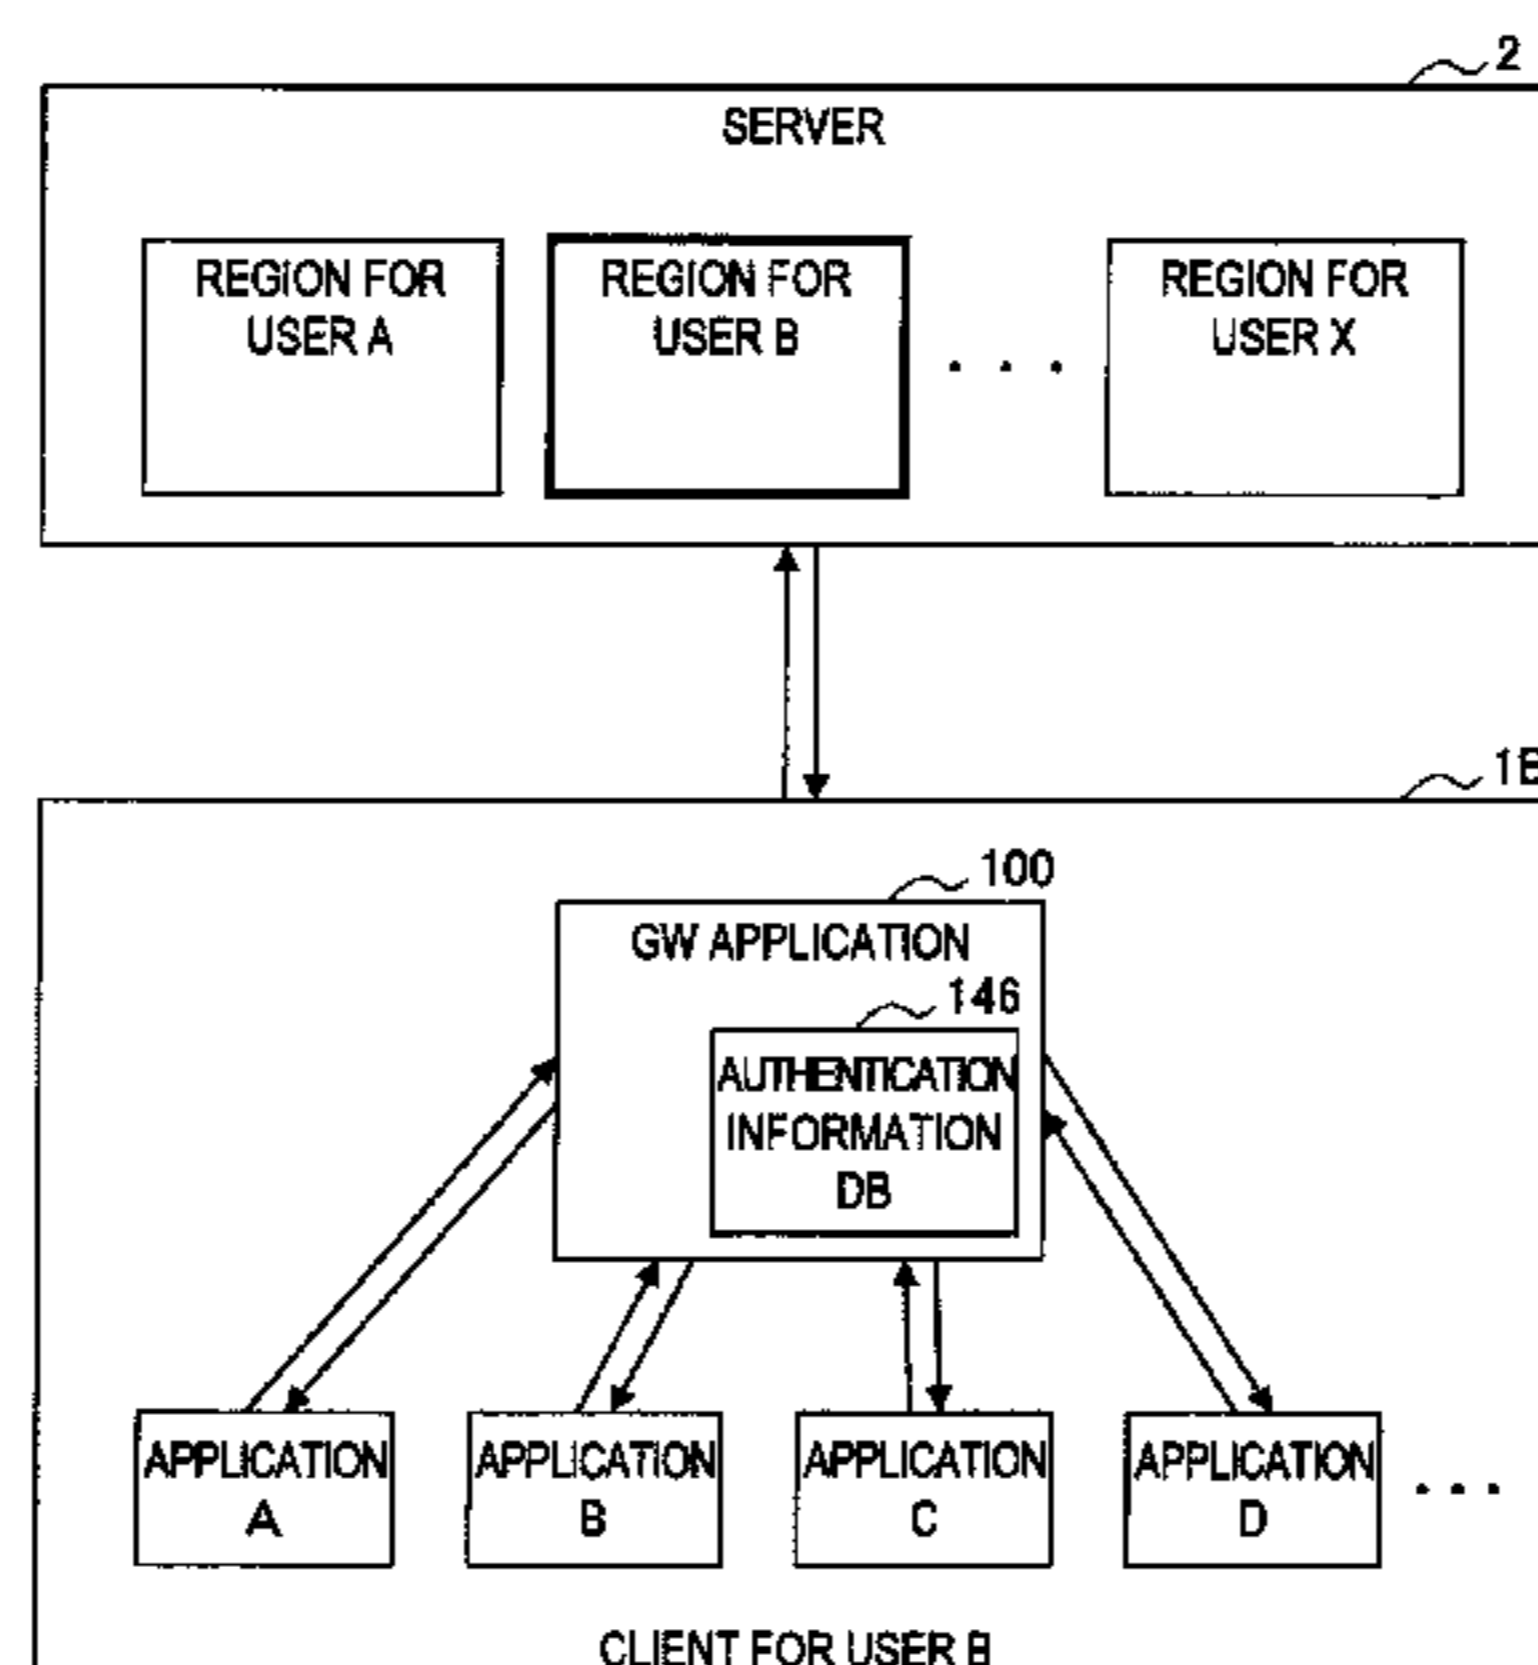 2
SERVER
REGION FOR
USER A
REGION FOR
USER B
. . .
REGION FOR
USER X
1B
100
GW APPLICATION
146
AUTHENTICATION
INFORMATION
DB
APPLICATION
A
APPLICATION
B
APPLICATION
C
APPLICATION
D
. . .
CLIENT FOR USER B